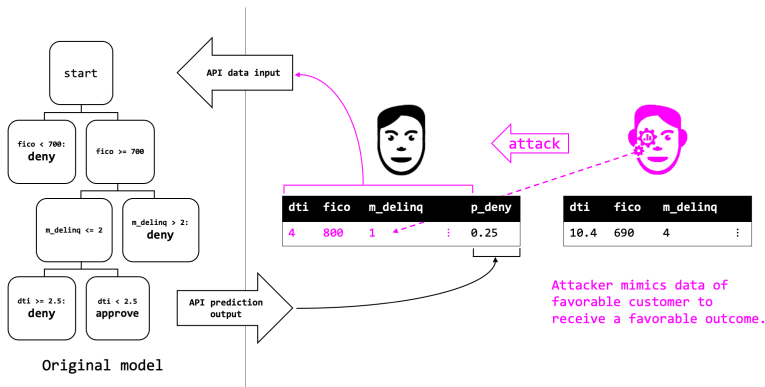 start
API data input
fico < 700:
deny
fico >= 700
attack
m_delinq <= 2
m_delinq > 2:
deny
dti fico m_delinq p_deny
4 800 1 ⋮ 0.25
dti fico m_delinq
10.4 690 4 ⋮
dti >= 2.5:
deny
dti < 2.5
approve
API prediction
output
Attacker mimics data of
favorable customer to
receive a favorable outcome.
Original model